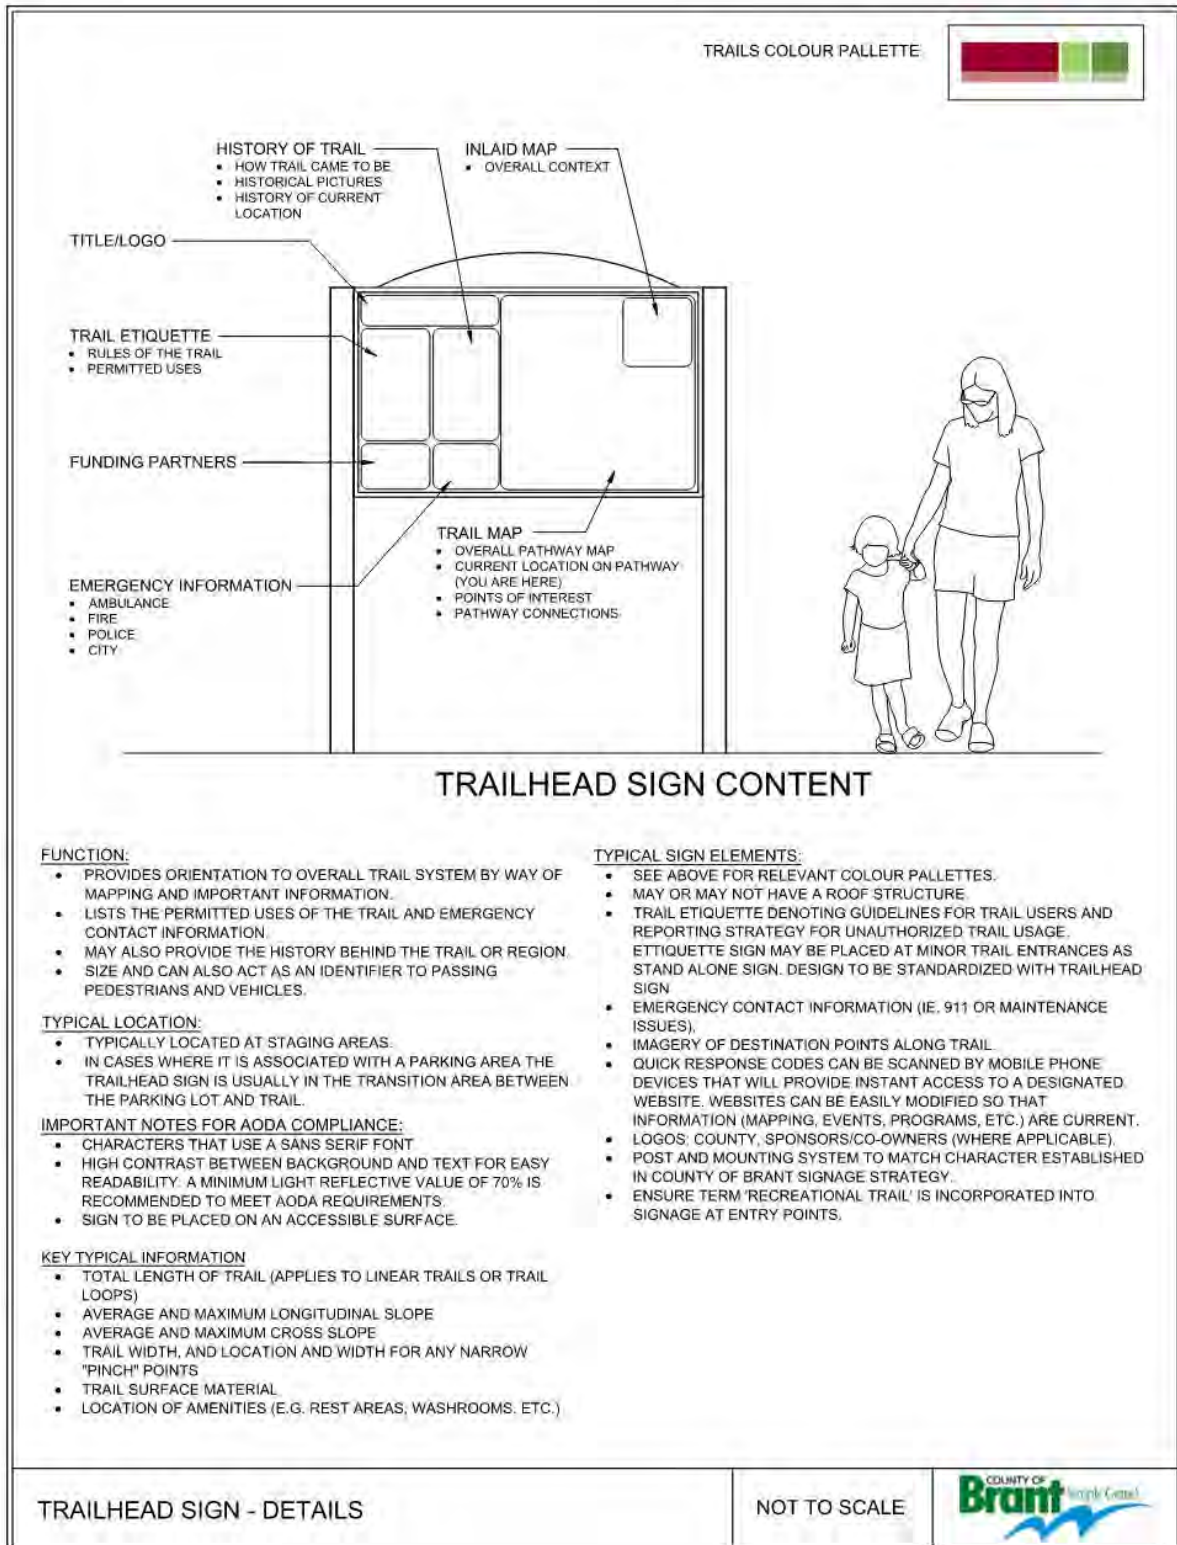 TRAILS COLOUR PALLETTE
HISTORY OF TRAIL
• HOW TRAIL CAME TO BE
• HISTORICAL PICTURES
• HISTORY OF CURRENT
LOCATION
INLAID MAP
• OVERALL CONTEXT
TITLE/LOGO
TRAIL ETIQUETTE
• RULES OF THE TRAIL
• PERMITTED USES
FUNDING PARTNERS
TRAIL MAP
• OVERALL PATHWAY MAP
• CURRENT LOCATION ON PATHWAY
(YOU ARE HERE)
• POINTS OF INTEREST
• PATHWAY CONNECTIONS
EMERGENCY INFORMATION
• AMBULANCE
• FIRE
• POLICE
• CITY
TRAILHEAD SIGN CONTENT
FUNCTION:
• PROVIDES ORIENTATION TO OVERALL TRAIL SYSTEM BY WAY OF
MAPPING AND IMPORTANT INFORMATION.
• LISTS THE PERMITTED USES OF THE TRAIL AND EMERGENCY
CONTACT INFORMATION.
• MAY ALSO PROVIDE THE HISTORY BEHIND THE TRAIL OR REGION.
• SIZE AND CAN ALSO ACT AS AN IDENTIFIER TO PASSING
PEDESTRIANS AND VEHICLES.
TYPICAL LOCATION:
• TYPICALLY LOCATED AT STAGING AREAS.
• IN CASES WHERE IT IS ASSOCIATED WITH A PARKING AREA THE
TRAILHEAD SIGN IS USUALLY IN THE TRANSITION AREA BETWEEN
THE PARKING LOT AND TRAIL.
IMPORTANT NOTES FOR AODA COMPLIANCE:
• CHARACTERS THAT USE A SANS SERIF FONT
• HIGH CONTRAST BETWEEN BACKGROUND AND TEXT FOR EASY
READABILITY. A MINIMUM LIGHT REFLECTIVE VALUE OF 70% IS
RECOMMENDED TO MEET AODA REQUIREMENTS.
• SIGN TO BE PLACED ON AN ACCESSIBLE SURFACE.
KEY TYPICAL INFORMATION
• TOTAL LENGTH OF TRAIL (APPLIES TO LINEAR TRAILS OR TRAIL
LOOPS)
• AVERAGE AND MAXIMUM LONGITUDINAL SLOPE
• AVERAGE AND MAXIMUM CROSS SLOPE
• TRAIL WIDTH, AND LOCATION AND WIDTH FOR ANY NARROW
"PINCH" POINTS
• TRAIL SURFACE MATERIAL
• LOCATION OF AMENITIES (E.G. REST AREAS, WASHROOMS. ETC.)
TYPICAL SIGN ELEMENTS:
• SEE ABOVE FOR RELEVANT COLOUR PALLETTES.
• MAY OR MAY NOT HAVE A ROOF STRUCTURE
• TRAIL ETIQUETTE DENOTING GUIDELINES FOR TRAIL USERS AND
REPORTING STRATEGY FOR UNAUTHORIZED TRAIL USAGE.
ETTIQUETTE SIGN MAY BE PLACED AT MINOR TRAIL ENTRANCES AS
STAND ALONE SIGN. DESIGN TO BE STANDARDIZED WITH TRAILHEAD
SIGN
• EMERGENCY CONTACT INFORMATION (IE. 911 OR MAINTENANCE
ISSUES).
• IMAGERY OF DESTINATION POINTS ALONG TRAIL
• QUICK RESPONSE CODES CAN BE SCANNED BY MOBILE PHONE
DEVICES THAT WILL PROVIDE INSTANT ACCESS TO A DESIGNATED
WEBSITE. WEBSITES CAN BE EASILY MODIFIED SO THAT
INFORMATION (MAPPING, EVENTS, PROGRAMS, ETC.) ARE CURRENT.
• LOGOS: COUNTY, SPONSORS/CO-OWNERS (WHERE APPLICABLE).
• POST AND MOUNTING SYSTEM TO MATCH CHARACTER ESTABLISHED
IN COUNTY OF BRANT SIGNAGE STRATEGY.
• ENSURE TERM 'RECREATIONAL TRAIL' IS INCORPORATED INTO
SIGNAGE AT ENTRY POINTS.
TRAILHEAD SIGN - DETAILS
NOT TO SCALE
COUNTY OF
Brant